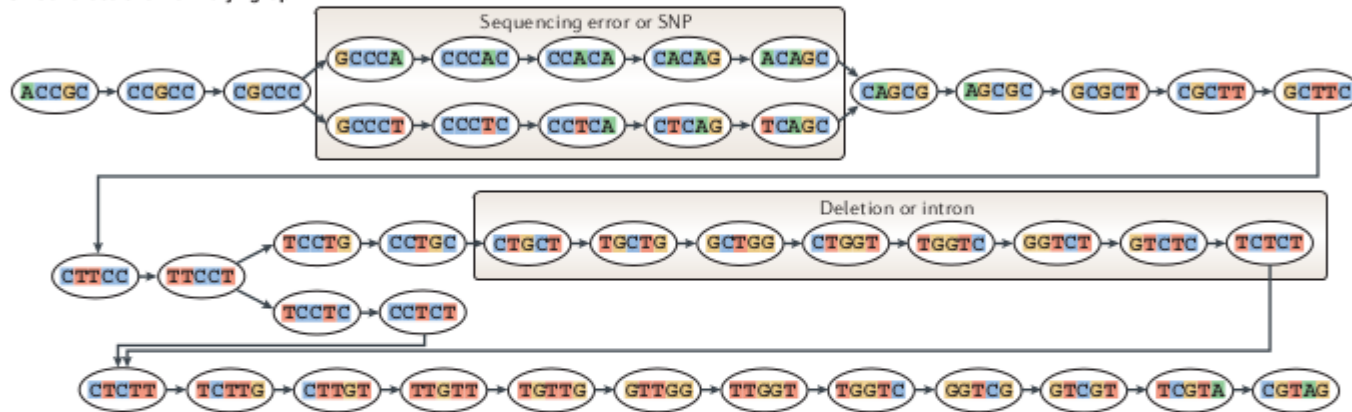 Sequencing error or SNP
GCCCA CCCAC CCACA CACAG ACAGC
ACCGC CCGCC CGCCC CAGCG AGCGC GCGCT CGCTT GCTTC
GCCCT CCCTC CCTCA CTCAG TCAGC
Deletion or intron
TCCTG CCTGC CTGCT TGCTG GCTGG CTGGT TGGTC GGTCT GTCTC TCTCT
CTTCC TTCCT
TCCTC CCTCT
CTCTT TCTTG CTTGT TTGTT TGTTG GTTGG TTGGT TGGTC GGTCG GTCGT TCGTA CGTAG